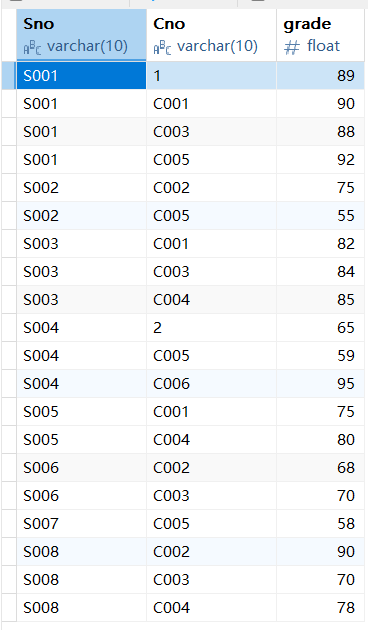 Sno Cno grade
ABC varchar(10) ABC varchar(10) # float
S001 1 89
S001 C001 90
S001 C003 88
S001 C005 92
S002 C002 75
S002 C005 55
S003 C001 82
S003 C003 84
S003 C004 85
S004 2 65
S004 C005 59
S004 C006 95
S005 C001 75
S005 C004 80
S006 C002 68
S006 C003 70
S007 C005 58
S008 C002 90
S008 C003 70
S008 C004 78